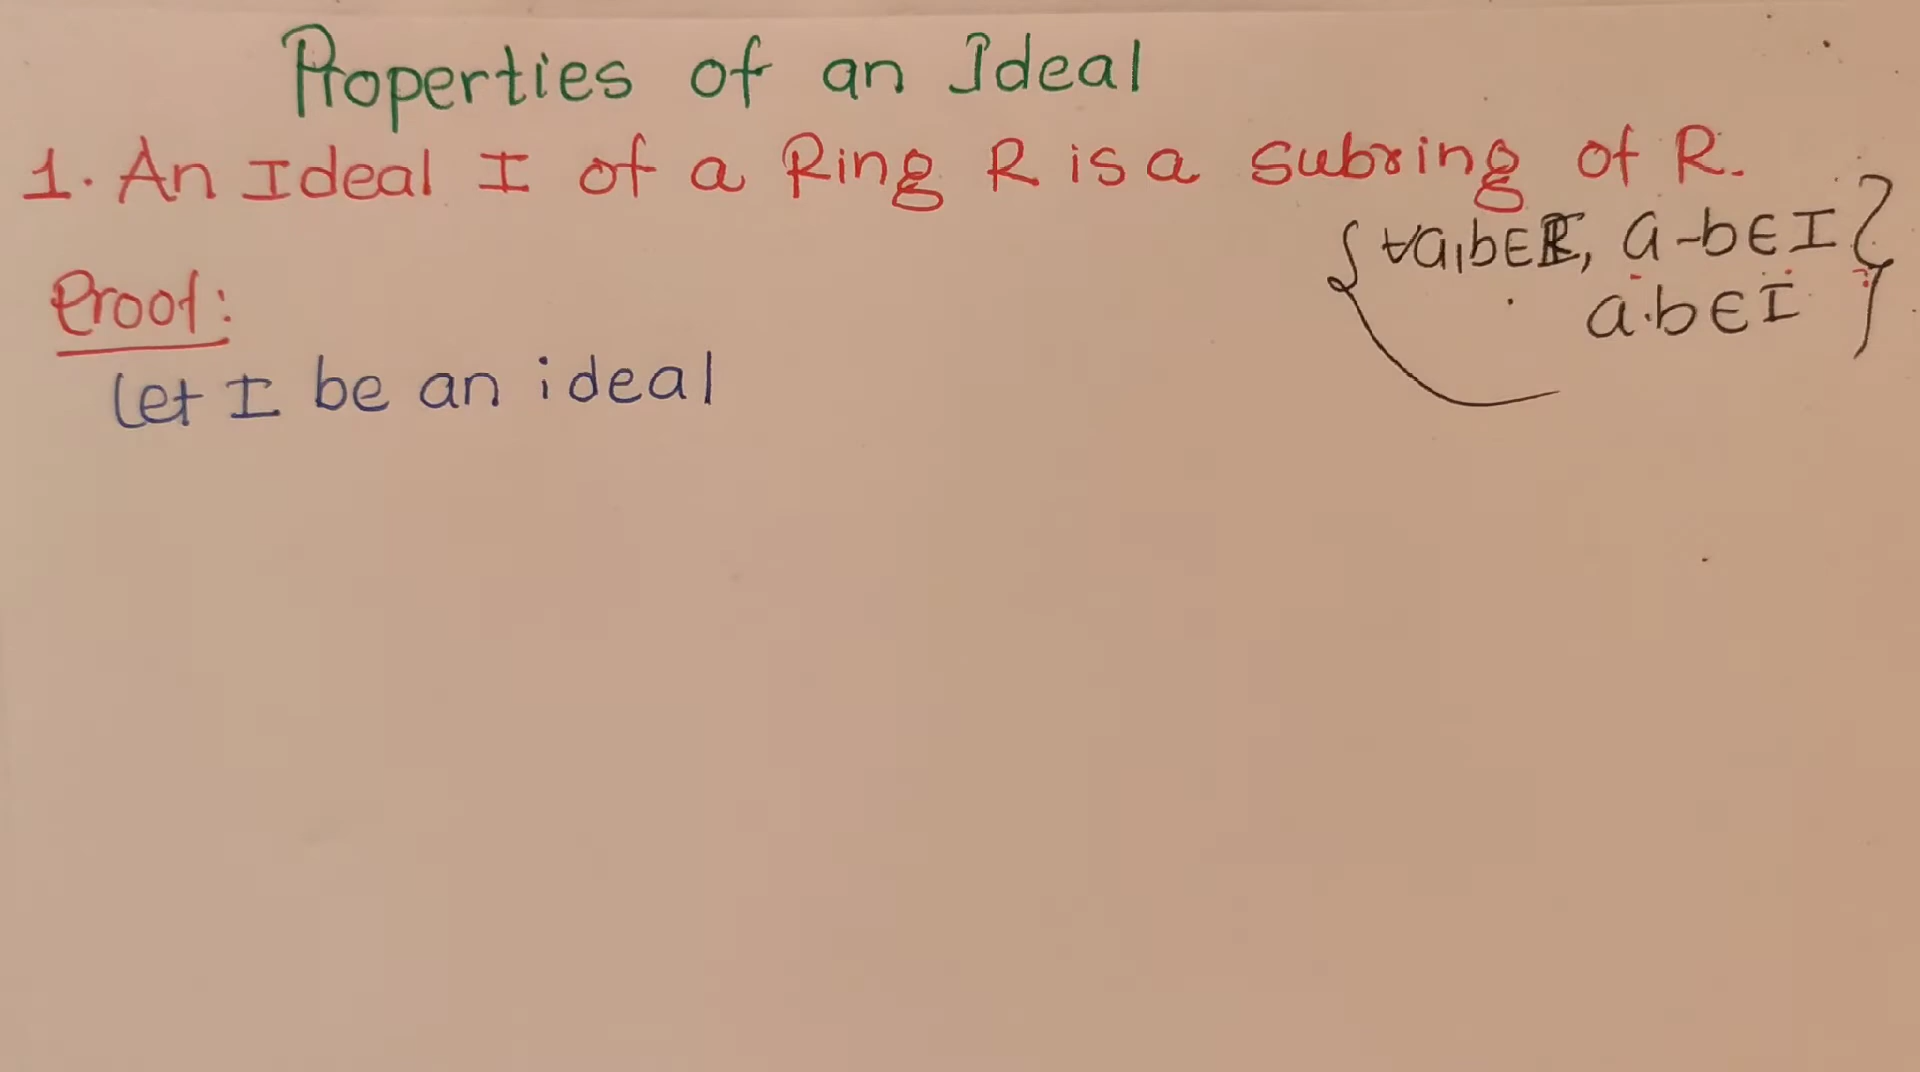 Properties of an Ideal
1. An Ideal I of a Ring R is a subring of R.
{ ∀a,b∈I, a-b∈I
a.b∈I }
Proof:
Let I be an ideal